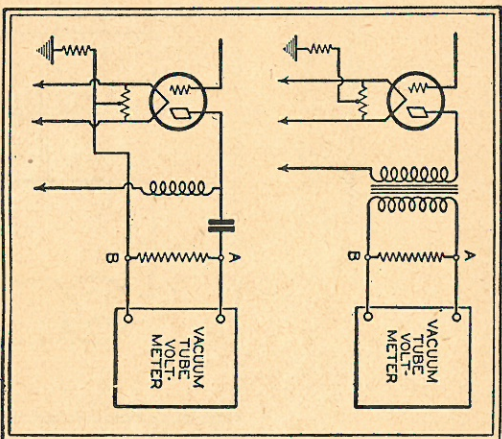 A
B
VACUUM
TUBE
VOLT-
METER
A
B
VACUUM
TUBE
VOLT-
METER